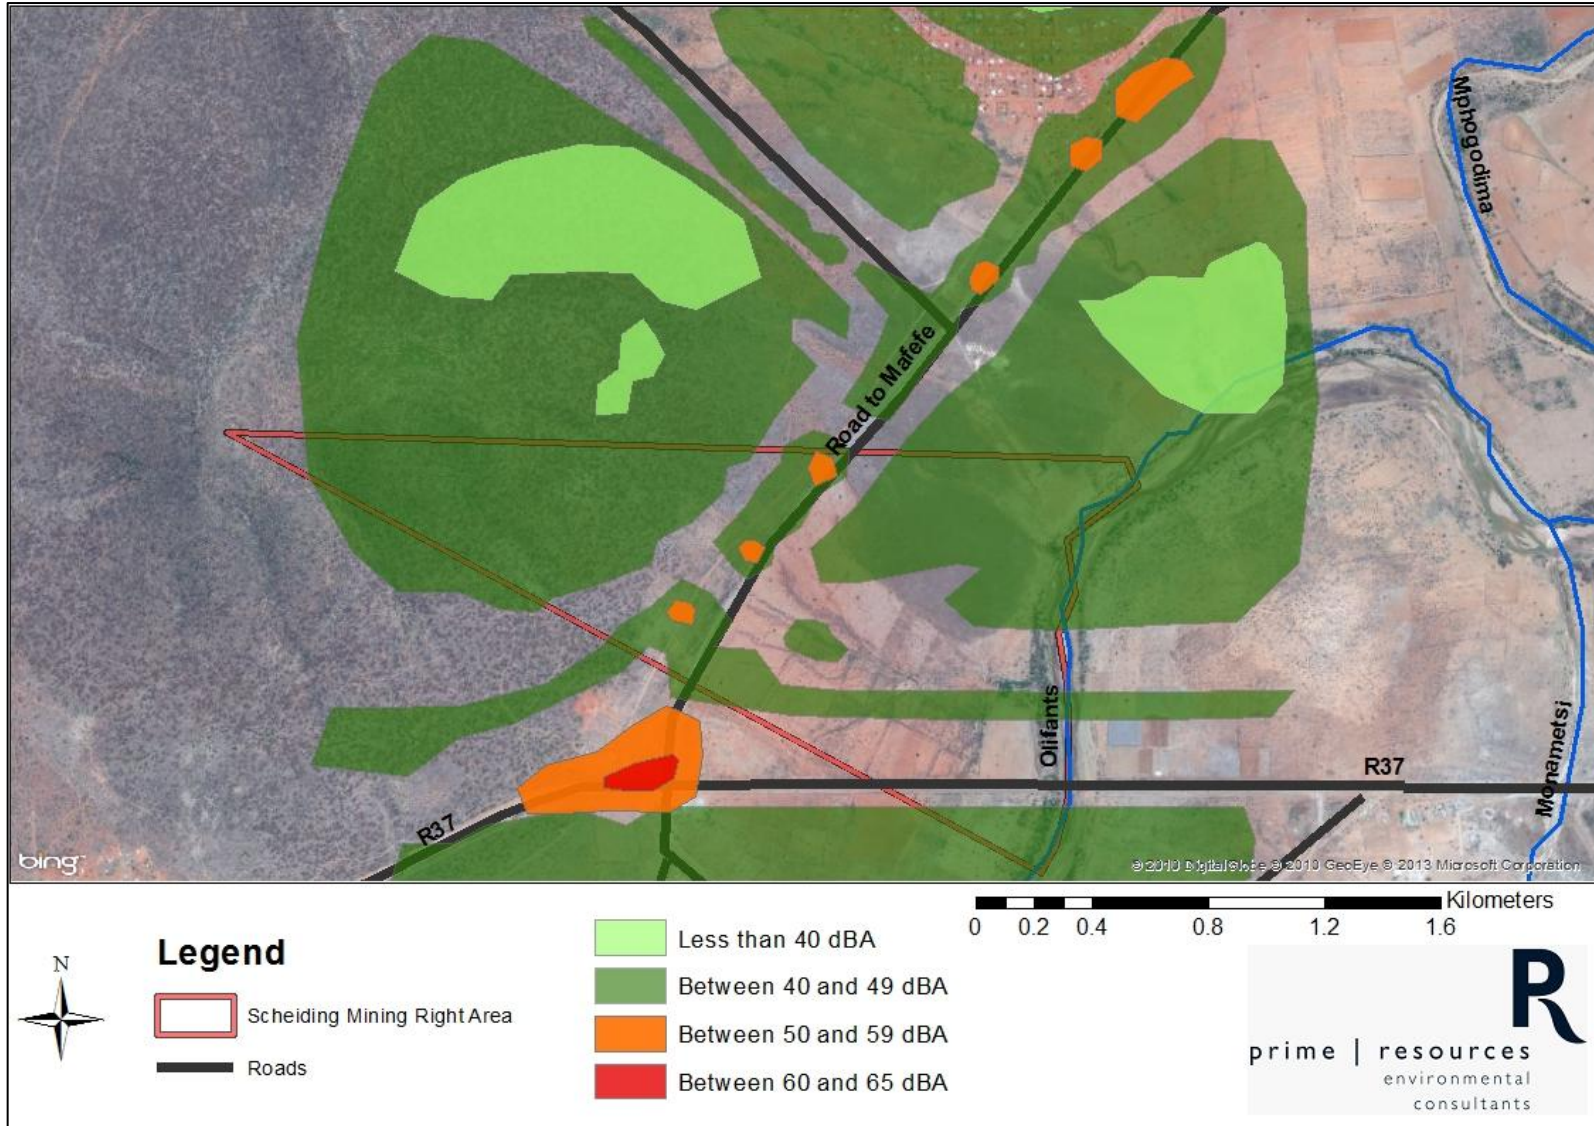 Mphogodima
Road to Mafefe
Olifants
Monametsi
R37
R37
bing
© 2010 DigitalGlobe © 2010 GeoEye © 2013 Microsoft Corporation
Kilometers
0 0.2 0.4 0.8 1.2 1.6
N
Legend
Scheiding Mining Right Area
Roads
Less than 40 dBA
Between 40 and 49 dBA
Between 50 and 59 dBA
Between 60 and 65 dBA
R
prime | resources
environmental
consultants